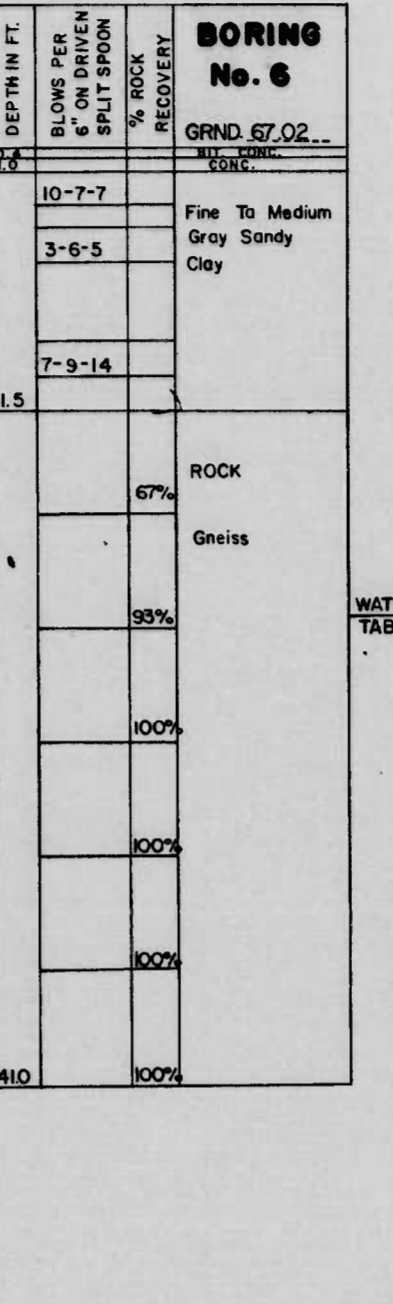 DEPTH IN FT.
BLOWS PER
6" ON DRIVEN
SPLIT SPOON
% ROCK
RECOVERY
BORING
No. 6
GRND. 67.02
BIT. CONC.
CONC.
10-7-7
Fine To Medium
Gray Sandy
3-6-5
Clay
7-9-14
1.5
ROCK
67%
Gneiss
93%
WAT
TAB
100%
100%
100%
41.0
100%